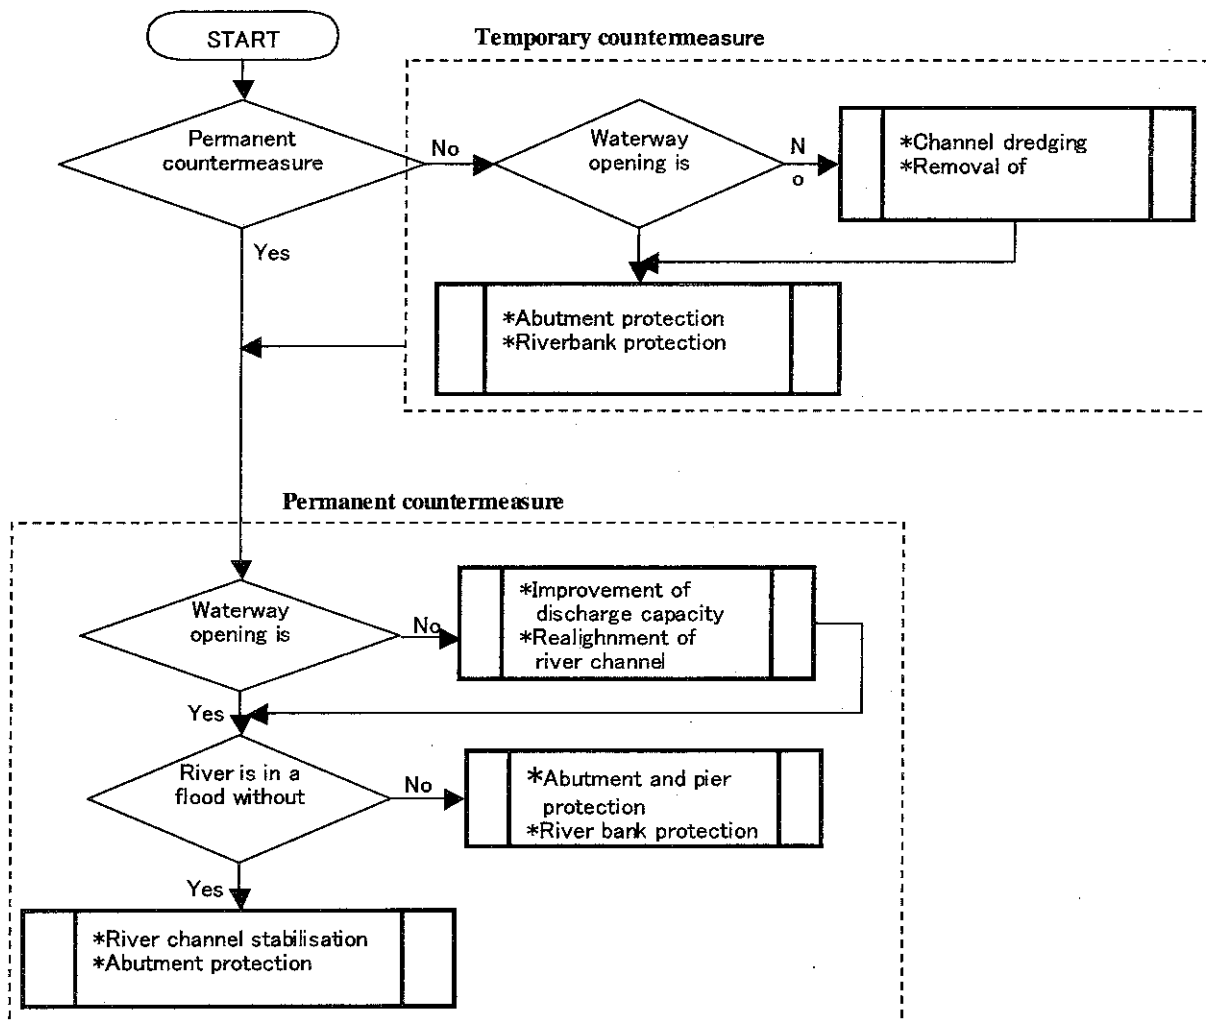 START
Temporary countermeasure
Permanent
countermeasure
No
Waterway
opening is
N
o
*Channel dredging
*Removal of
Yes
*Abutment protection
*Riverbank protection
Permanent countermeasure
Waterway
opening is
No
*Improvement of
discharge capacity
*Realighnment of
river channel
Yes
River is in a
flood without
No
*Abutment and pier
protection
*River bank protection
Yes
*River channel stabilisation
*Abutment protection